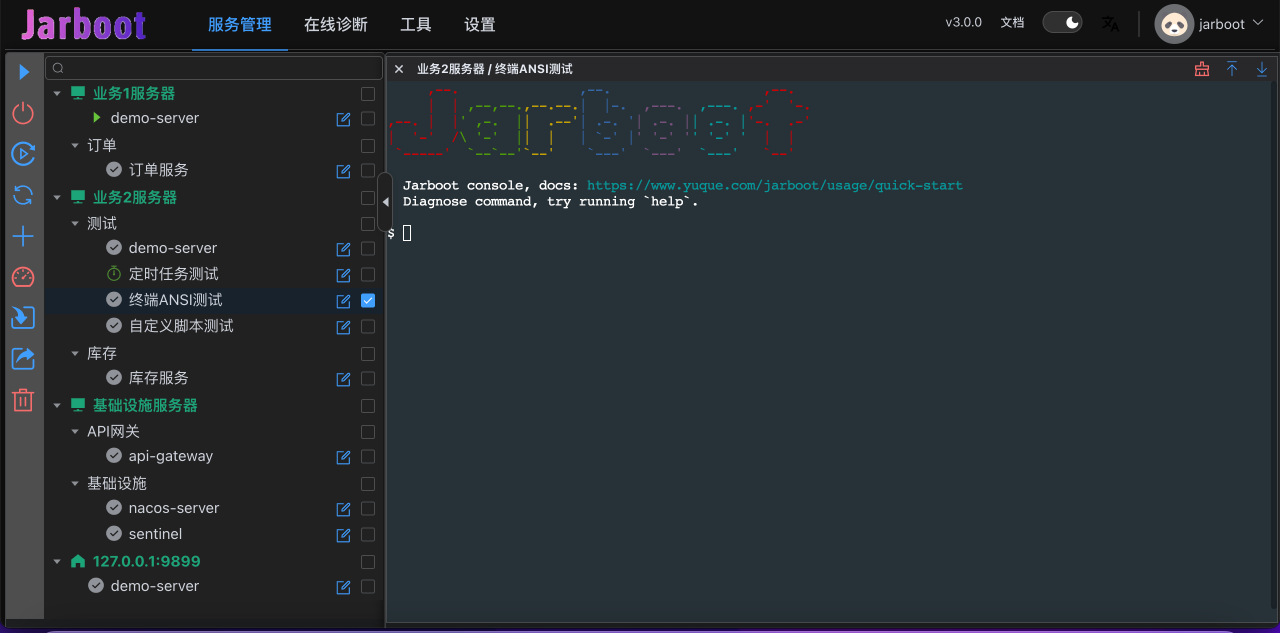 Jarboot
服务管理 在线诊断 工具 设置
v3.0.0 文档 jarboot
业务1服务器
demo-server
订单
订单服务
业务2服务器
测试
demo-server
定时任务测试
终端ANSI测试
自定义脚本测试
库存
库存服务
基础设施服务器
API网关
api-gateway
基础设施
nacos-server
sentinel
127.0.0.1:9899
demo-server
业务2服务器 / 终端ANSI测试
Jarboot
Jarboot console, docs: https://www.yuque.com/jarboot/usage/quick-start
Diagnose command, try running `help`.
$